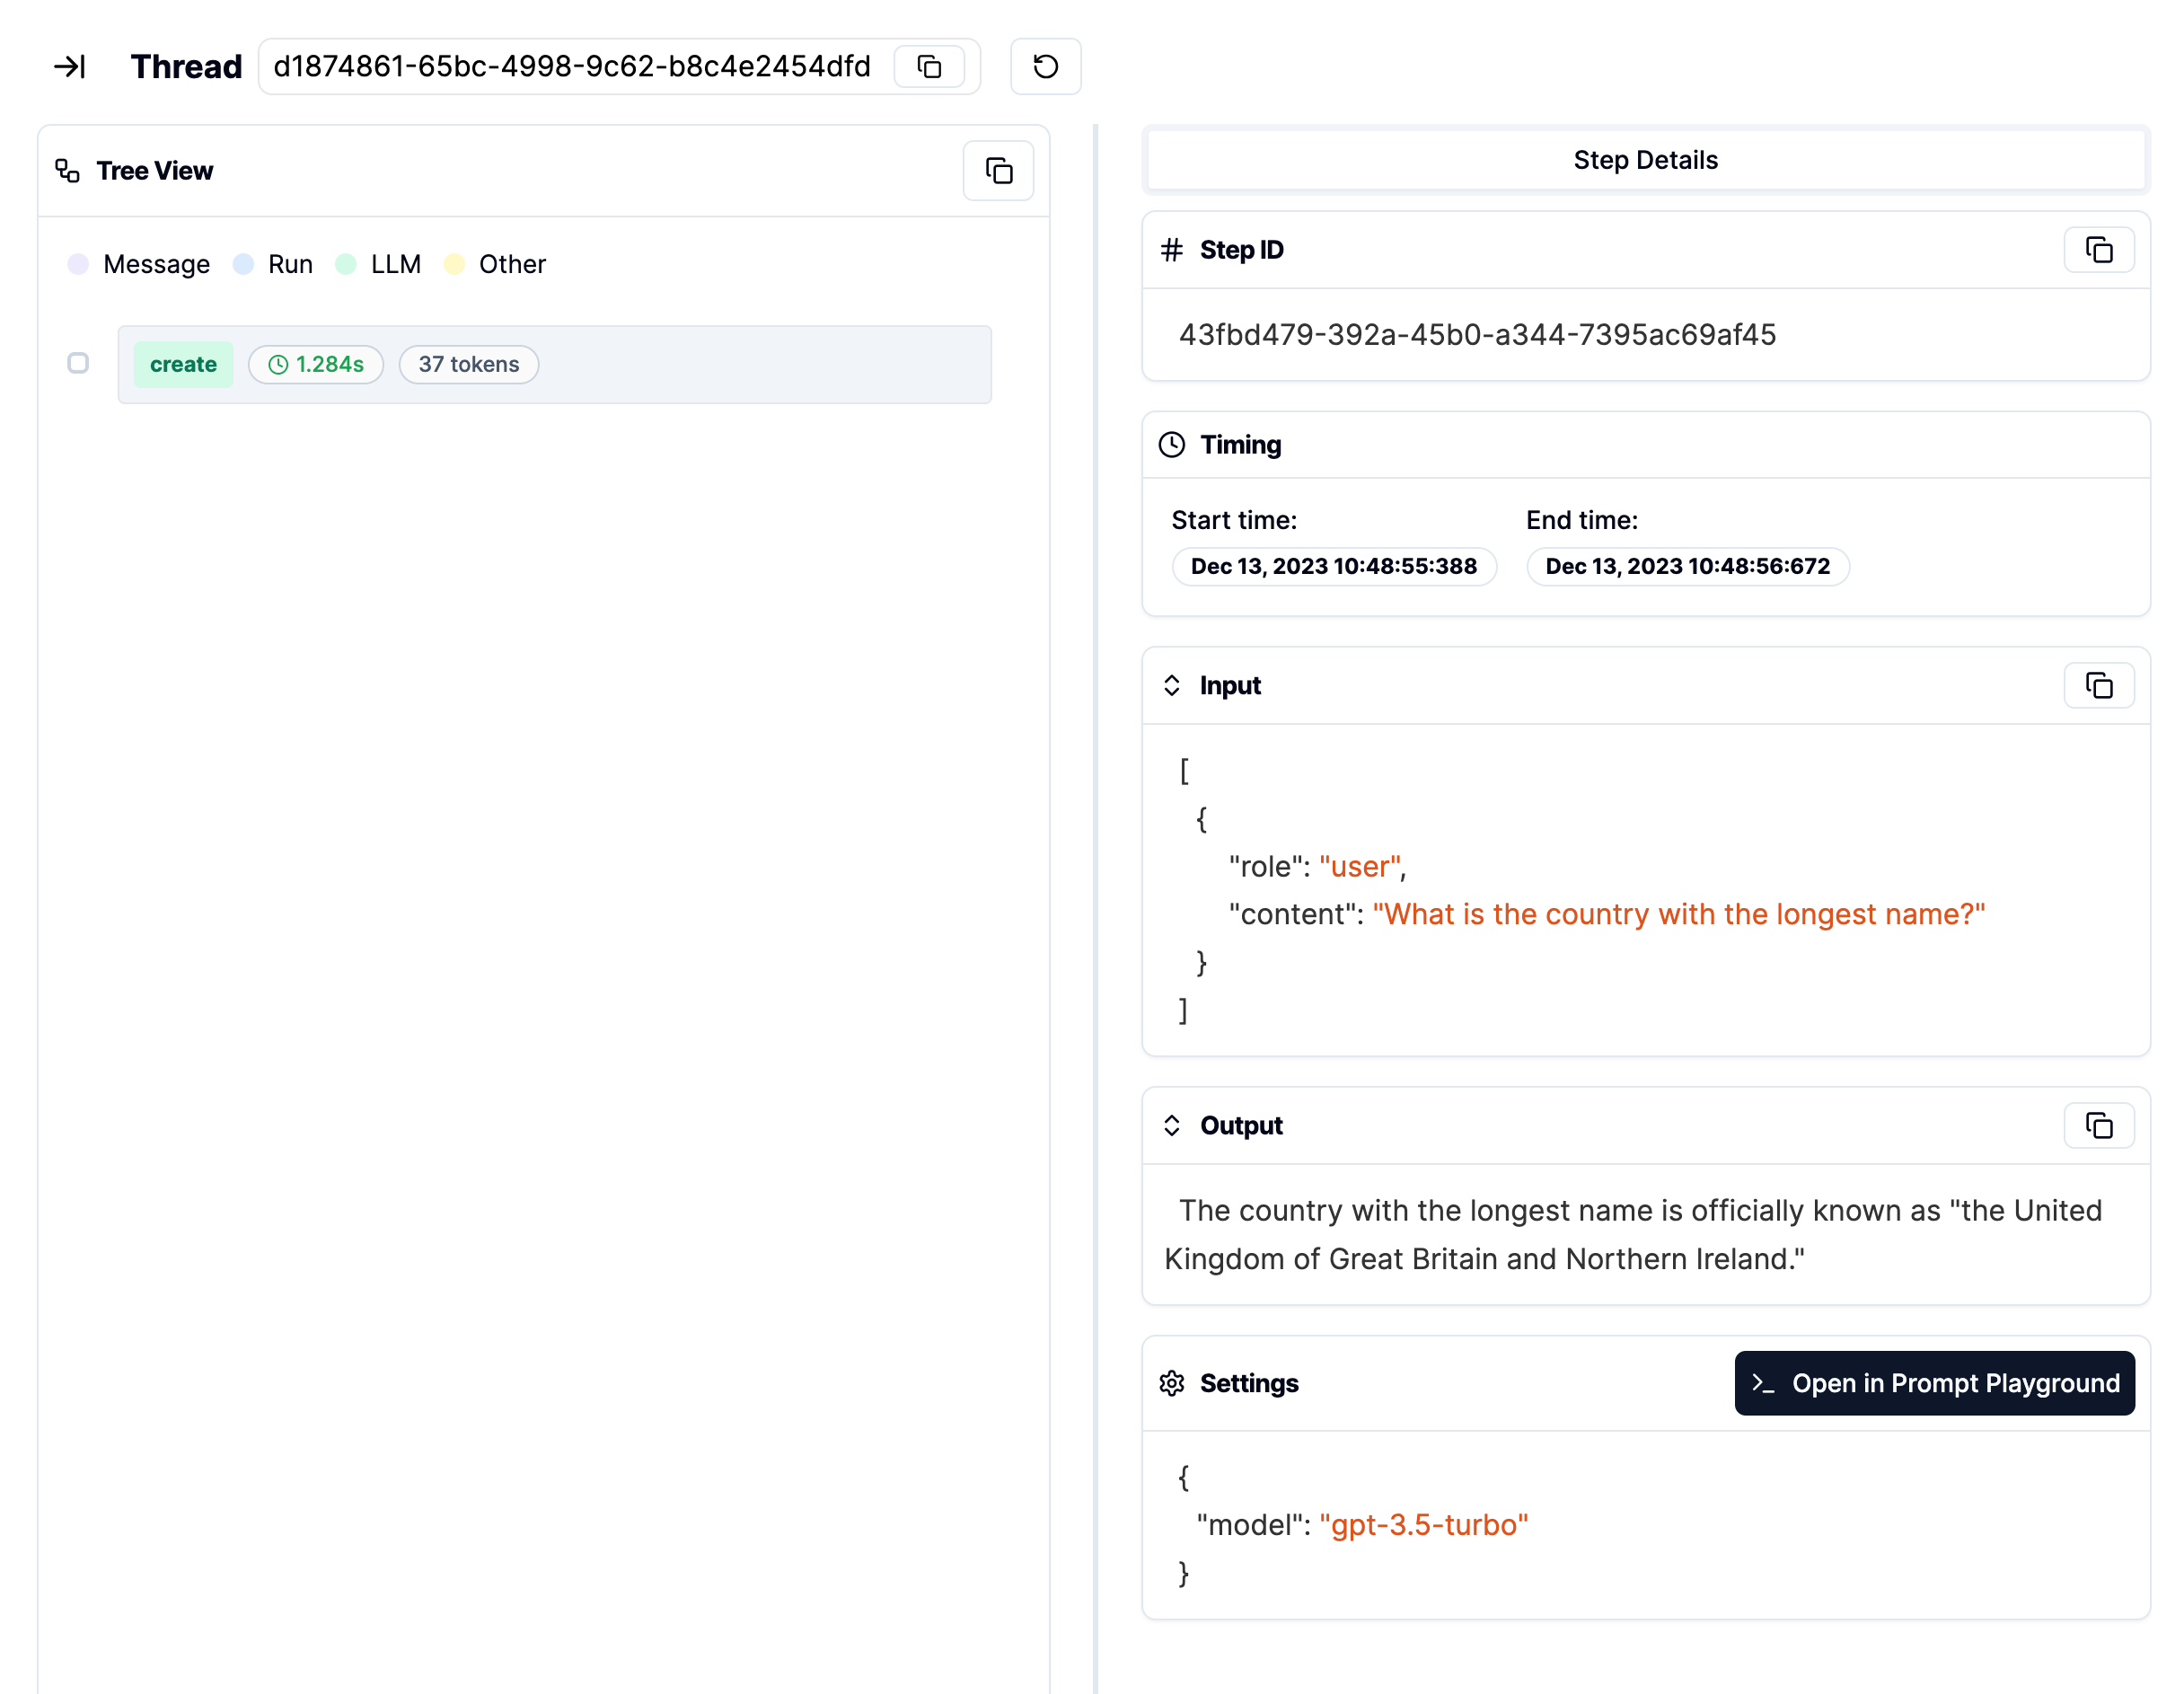 Thread d1874861-65bc-4998-9c62-b8c4e2454dfd
Tree View
Message Run LLM Other
create 1.284s 37 tokens
Step Details
# Step ID
43fbd479-392a-45b0-a344-7395ac69af45
Timing
Start time: End time:
Dec 13, 2023 10:48:55:388 Dec 13, 2023 10:48:56:672
Input
[
{
"role": "user",
"content": "What is the country with the longest name?"
}
]
Output
The country with the longest name is officially known as "the United
Kingdom of Great Britain and Northern Ireland."
Settings >_ Open in Prompt Playground
{
"model": "gpt-3.5-turbo"
}